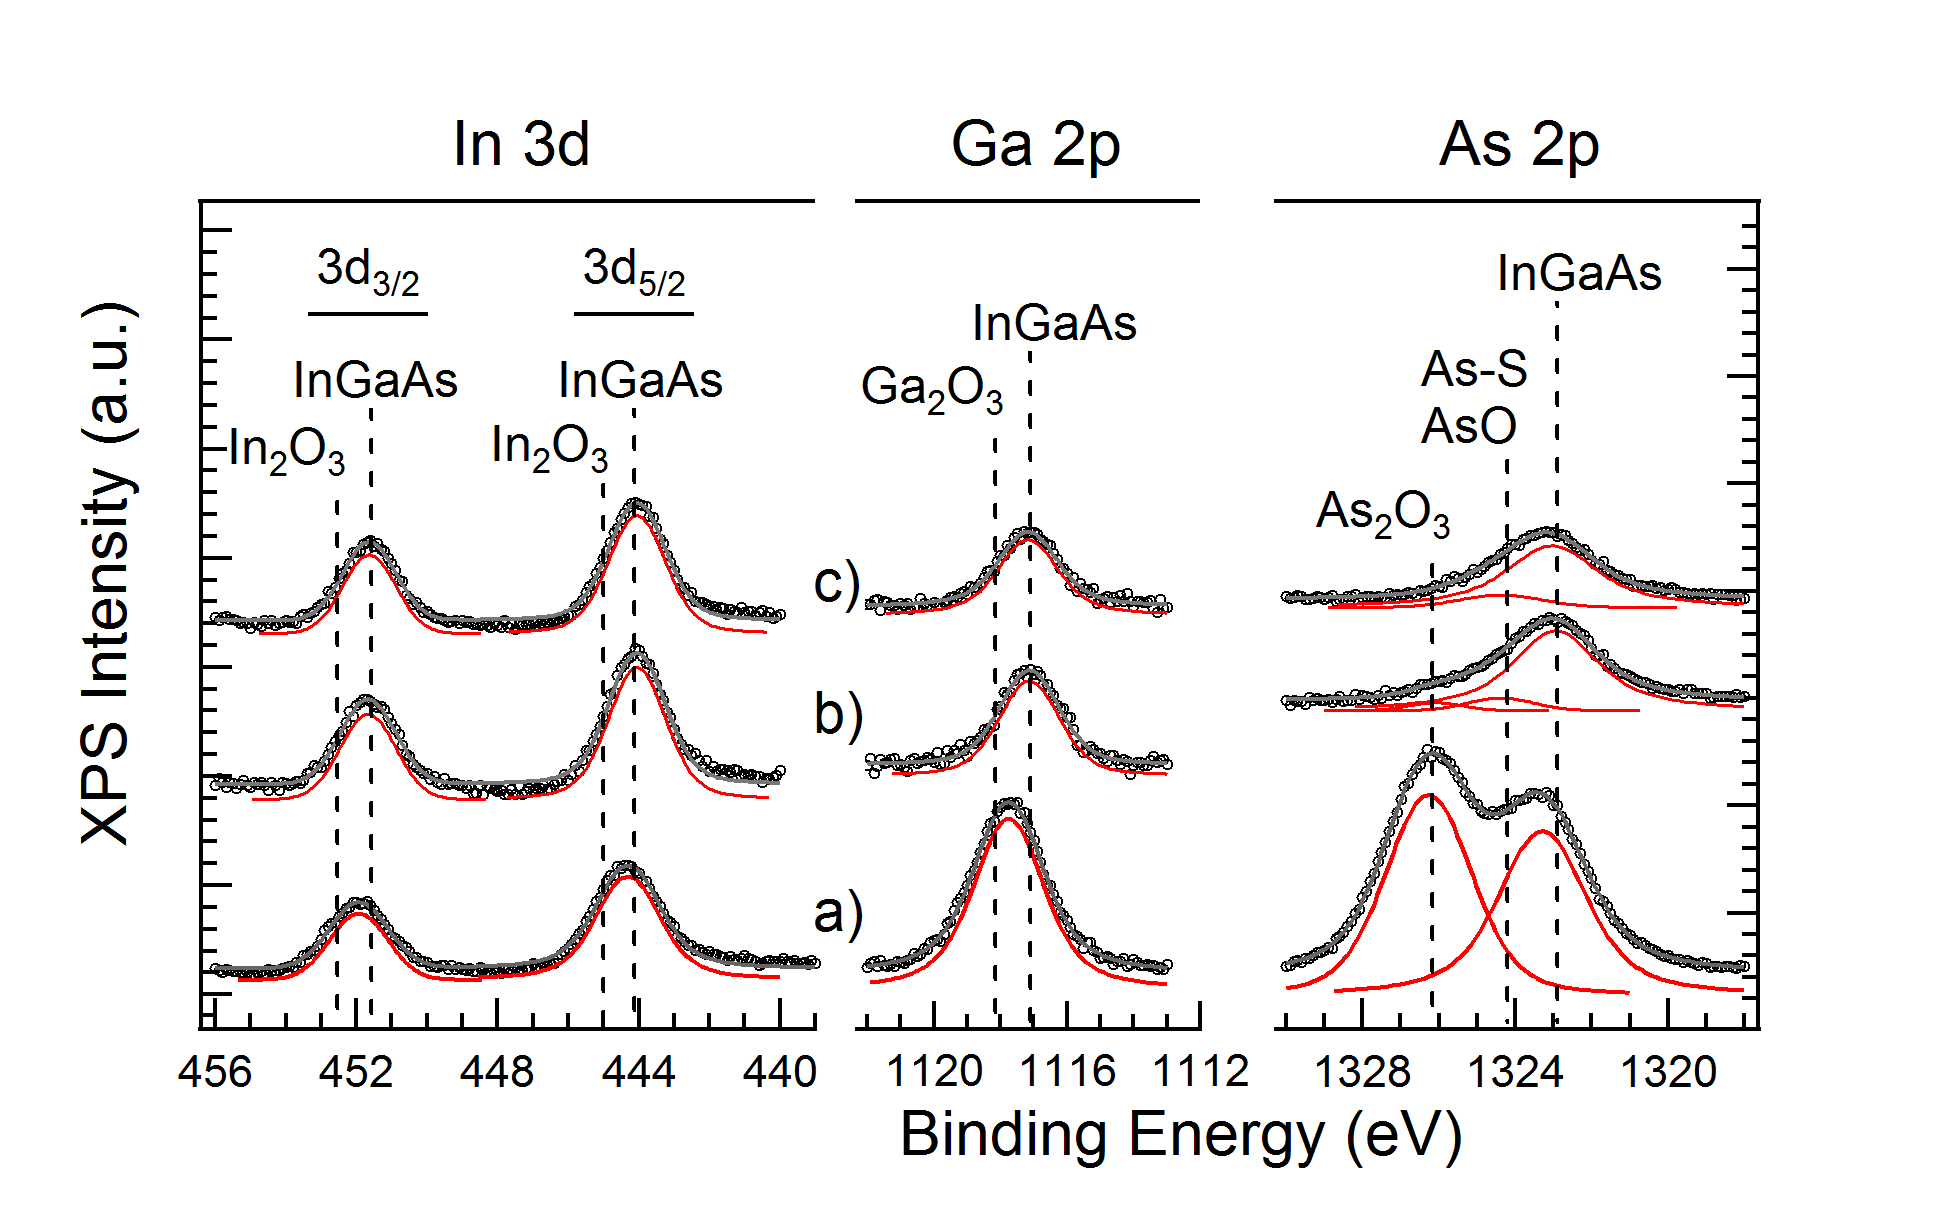 In 3d
Ga 2p
As 2p
3d3/2
3d5/2
InGaAs
InGaAs
InGaAs
InGaAs
In2O3
In2O3
Ga2O3
As-S
AsO
As2O3
c)
b)
a)
XPS Intensity (a.u.)
456 452 448 444 440 1120 1116 1112 1328 1324 1320
Binding Energy (eV)